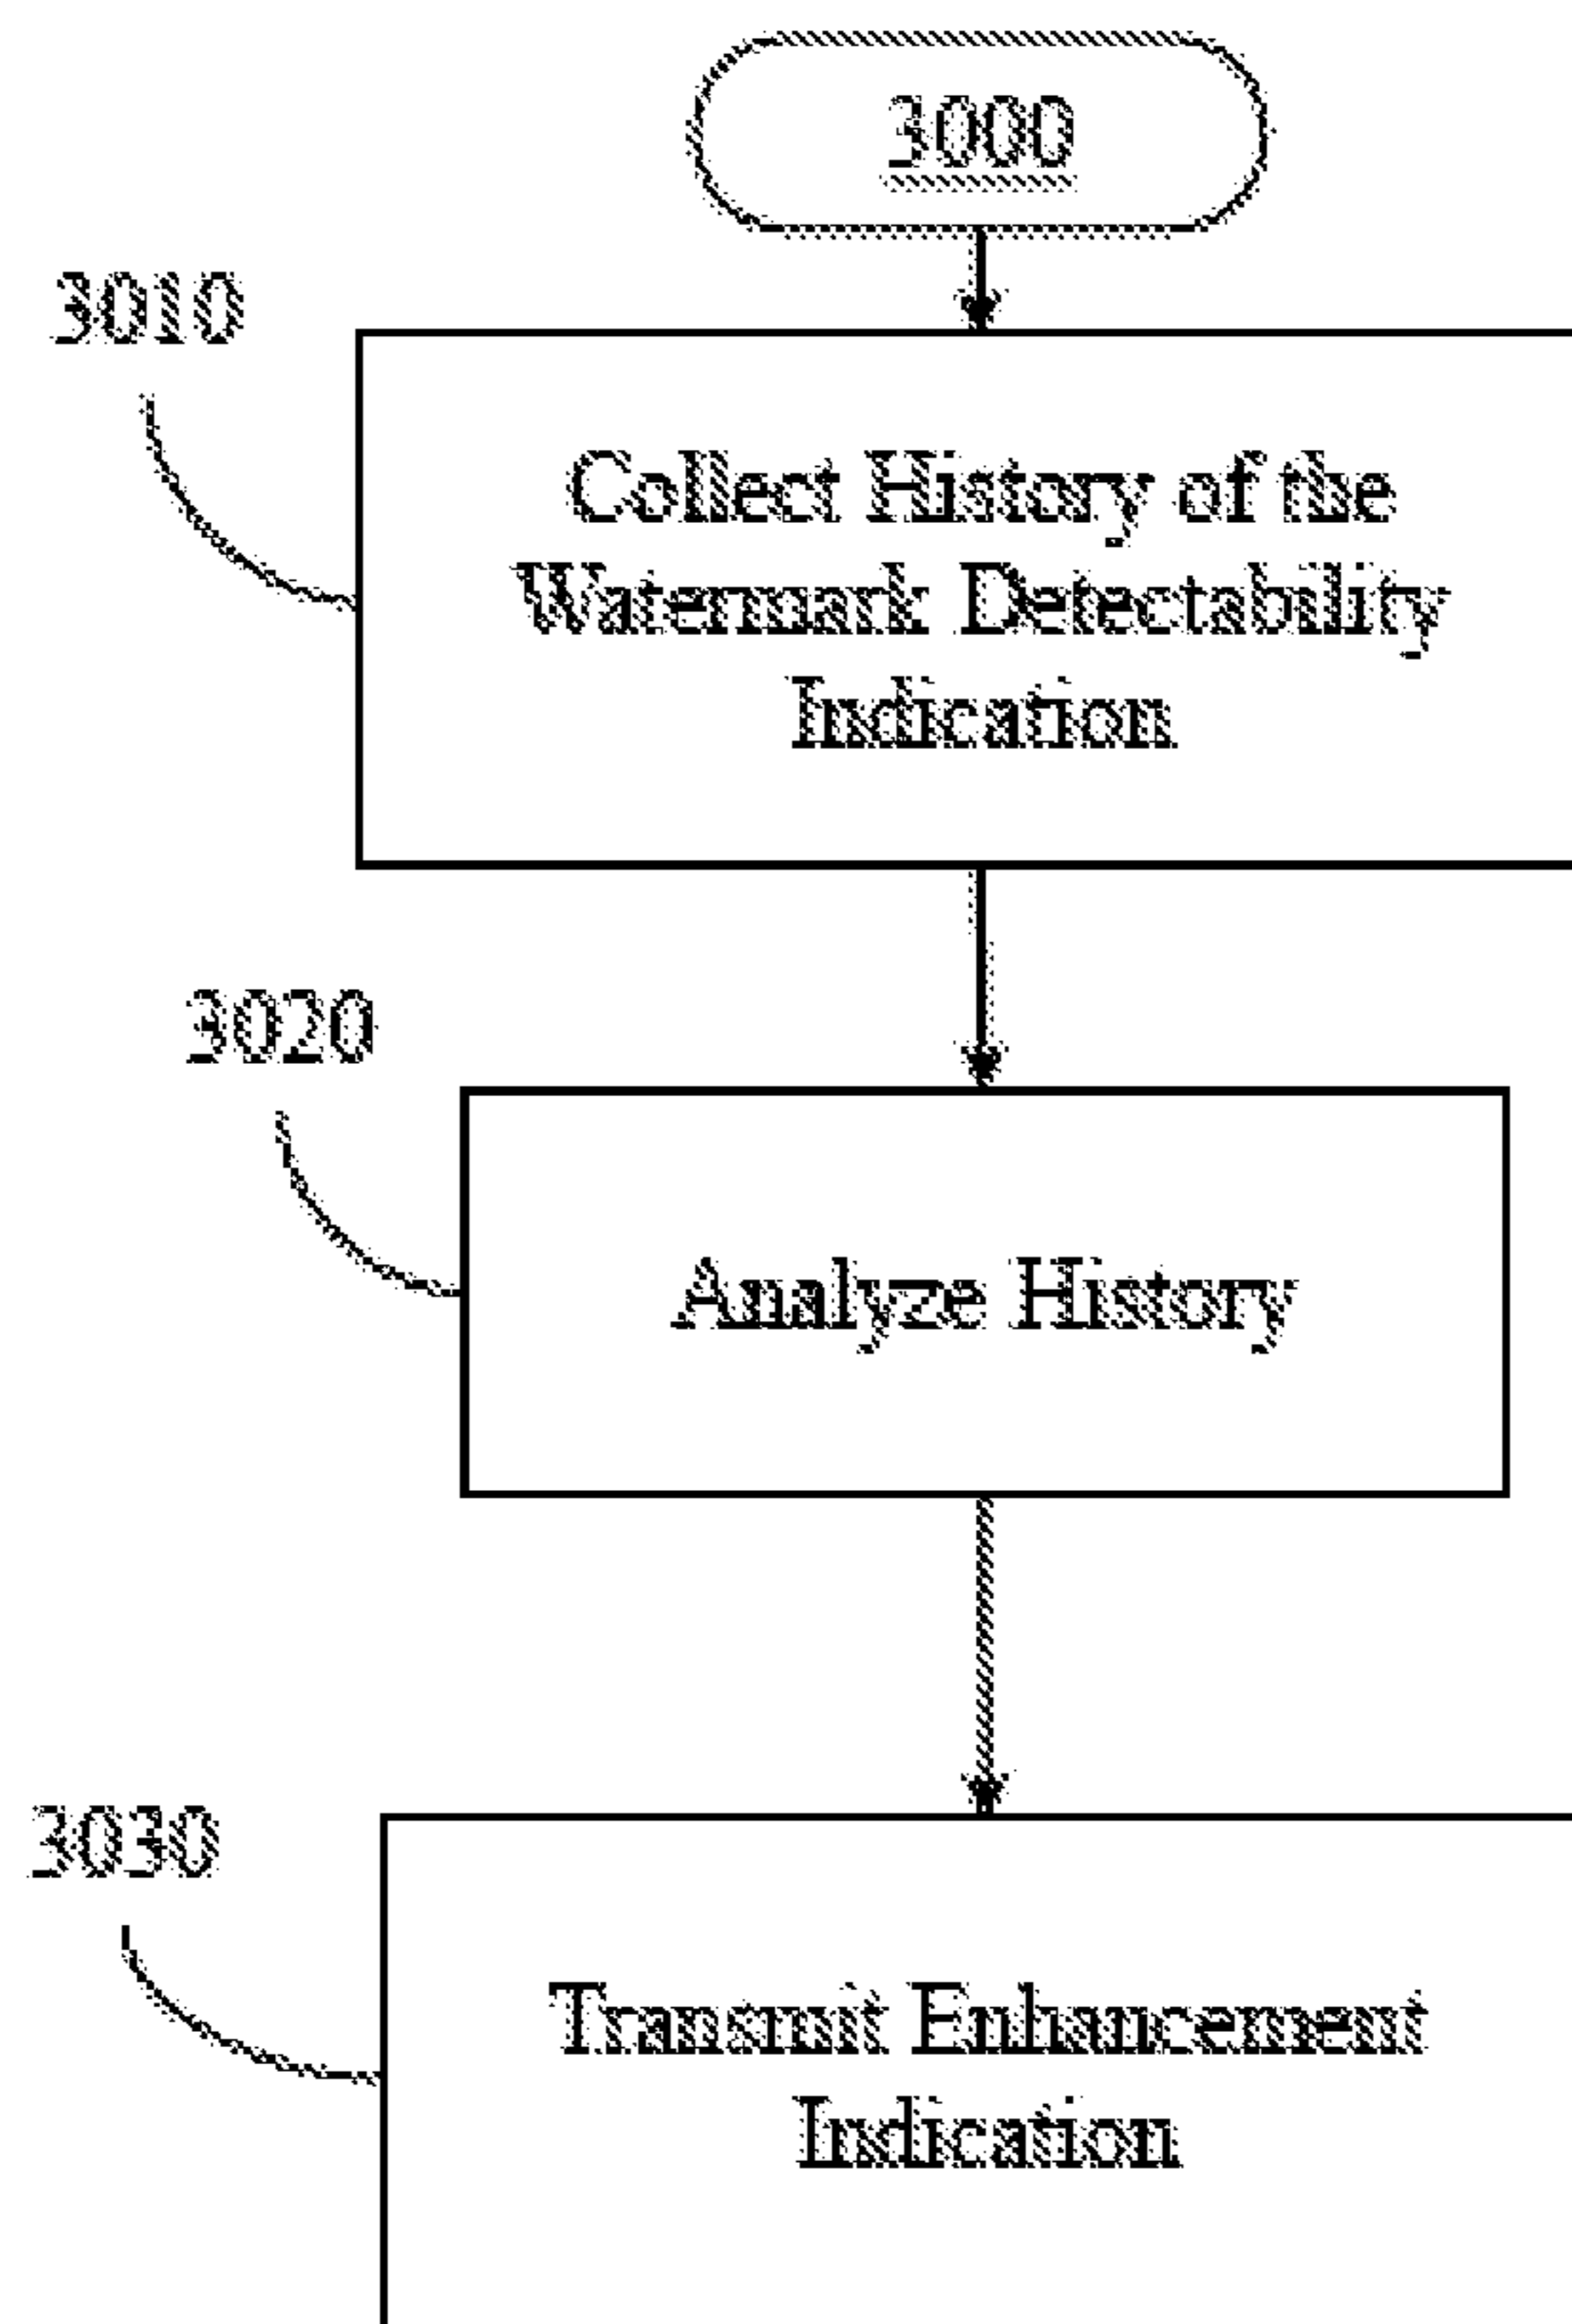 3000
3010
Collect History of the
Watermark Detectability
Indication
3020
Analyze History
3030
Transmit Enhancement
Indication